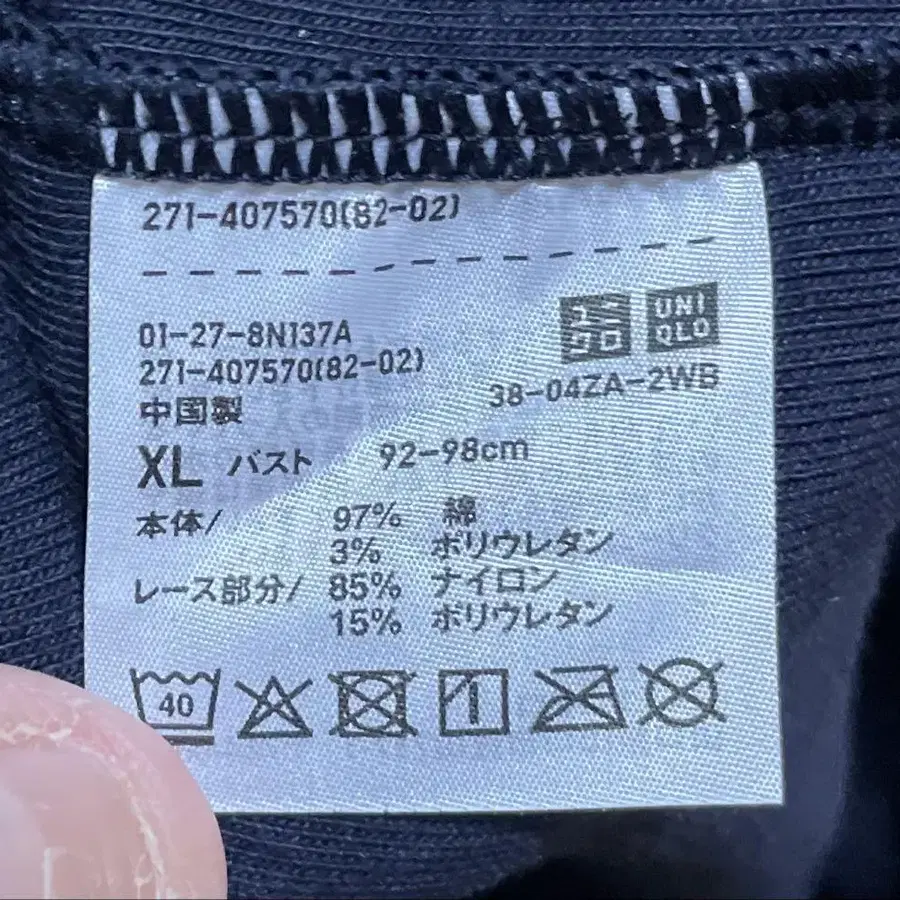 271-407570(82-02)
01-27-8N137A
271-407570(82-02)
中国製
ユニ
クロ
UNI
QLO
38-04ZA-2WB
XL バスト 92-98cm
本体/ 97% 綿
3% ポリウレタン
レース部分/ 85% ナイロン
15% ポリウレタン
40